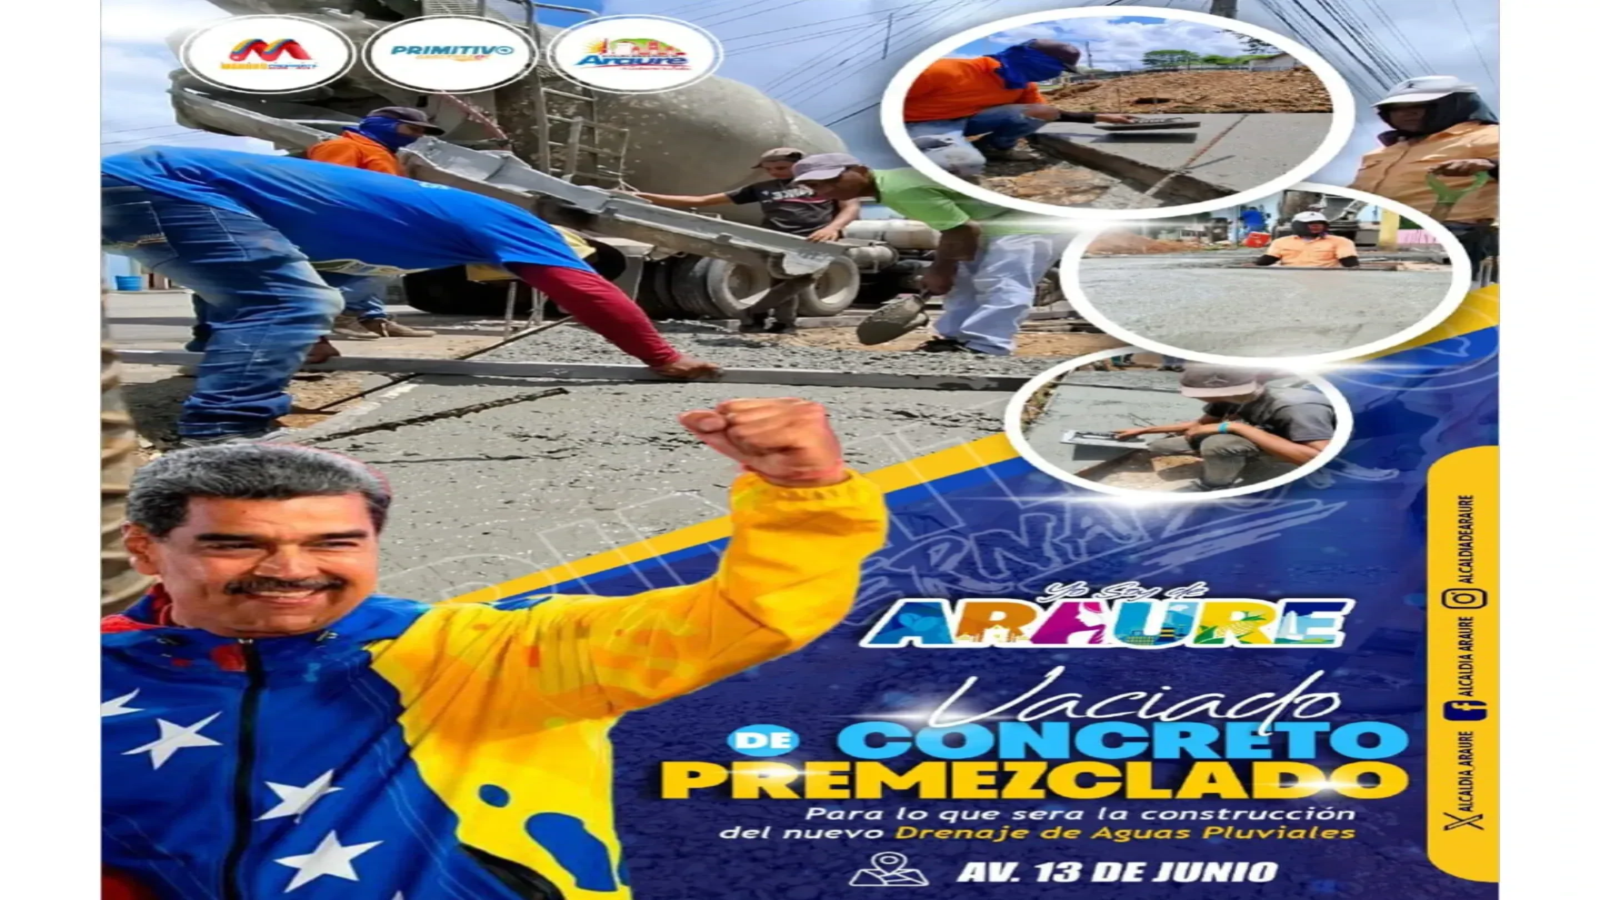 PRIMITIVO
Araure
Yo Soy de
ARAURE
Vaciado
DE CONCRETO
PREMEZCLADO
Para lo que sera la construcción
del nuevo Drenaje de Aguas Pluviales
AV. 13 DE JUNIO
ALCALDIA_ARAURE ALCALDIA ARAURE ALCALDIADEARAURE